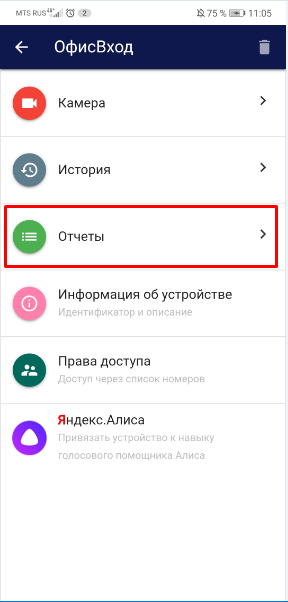 MTS RUS 4G 2 75 % 11:05
ОфисВход
Камера
История
Отчеты
Информация об устройстве
Идентификатор и описание
Права доступа
Доступ через список номеров
Яндекс.Алиса
Привязать устройство к навыку
голосового помощника Алиса